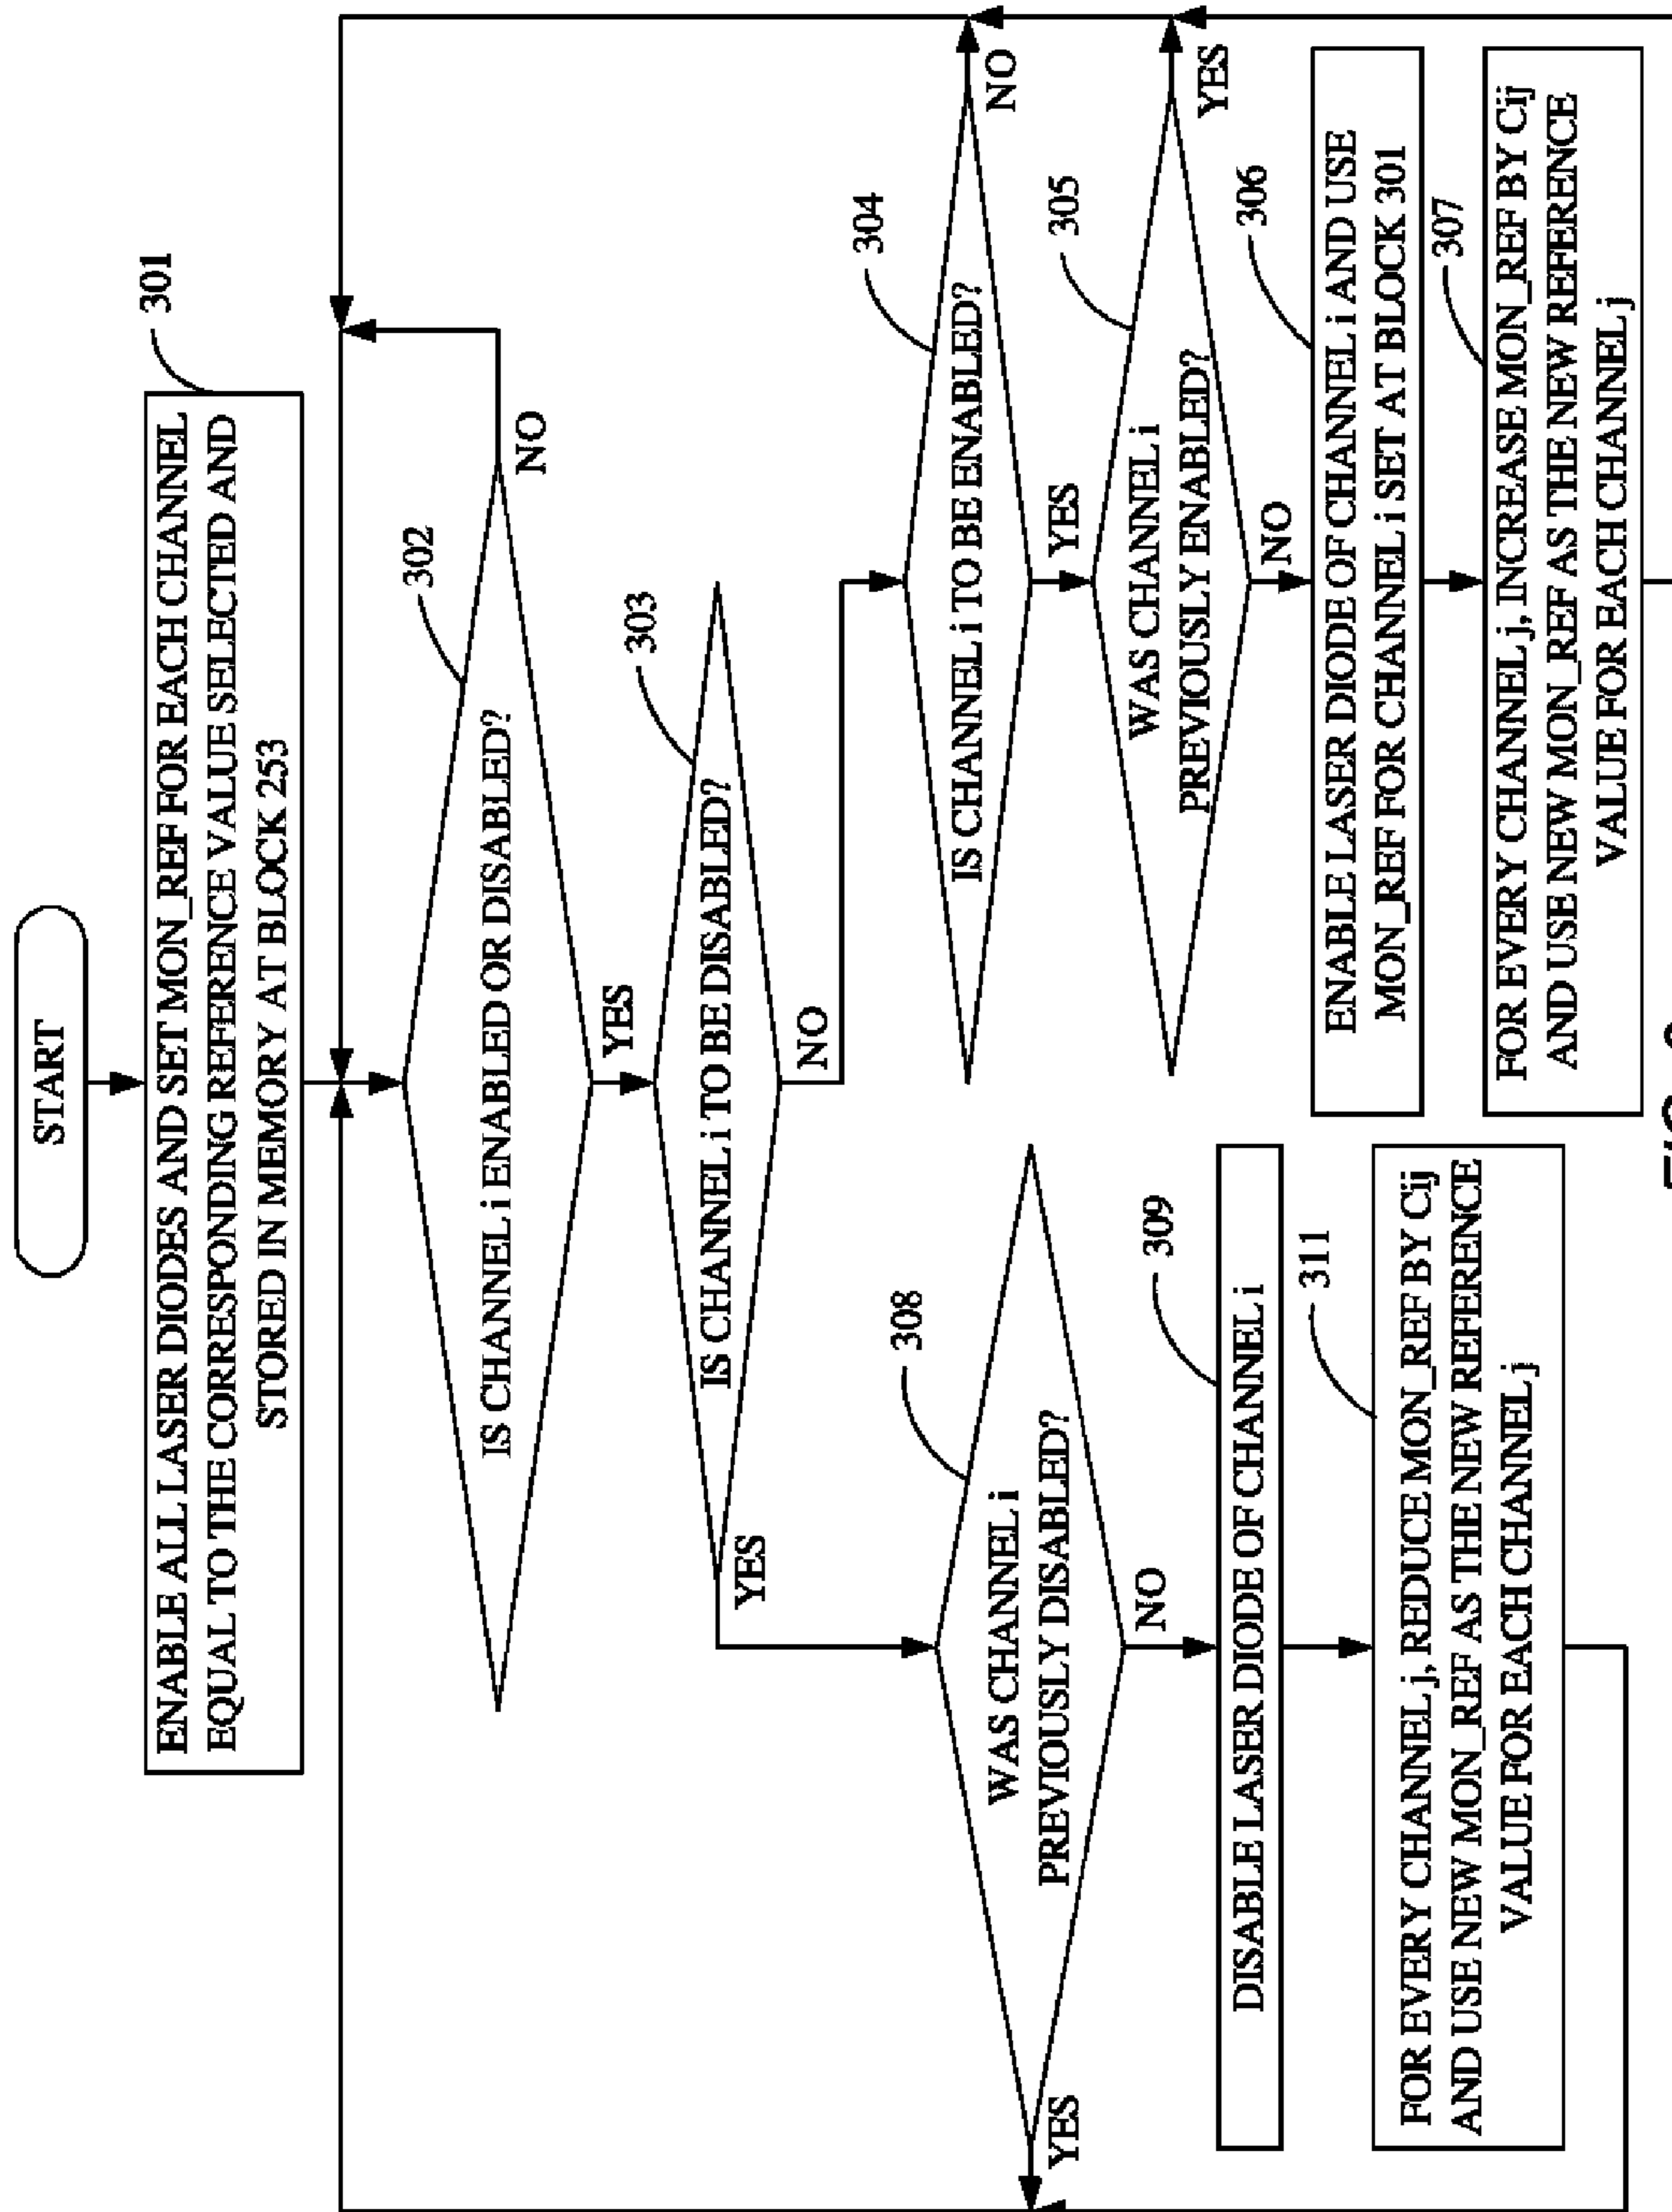 START
301
ENABLE ALL LASER DIODES AND SET MON_REF FOR EACH CHANNEL
EQUAL TO THE CORRESPONDING REFERENCE VALUE SELECTED AND
STORED IN MEMORY AT BLOCK 253
302
IS CHANNEL i ENABLED OR DISABLED?
NO
YES
303
IS CHANNEL i TO BE DISABLED?
YES
NO
308
WAS CHANNEL i
PREVIOUSLY DISABLED?
YES
NO
309
DISABLE LASER DIODE OF CHANNEL i
311
FOR EVERY CHANNEL j, REDUCE MON_REF BY Cij
AND USE NEW MON_REF AS THE NEW REFERENCE
VALUE FOR EACH CHANNEL j
304
IS CHANNEL i TO BE ENABLED?
NO
YES
305
WAS CHANNEL i
PREVIOUSLY ENABLED?
YES
NO
306
ENABLE LASER DIODE OF CHANNEL i AND USE
MON_REF FOR CHANNEL i SET AT BLOCK 301
307
FOR EVERY CHANNEL j, INCREASE MON_REF BY Cij
AND USE NEW MON_REF AS THE NEW REFERENCE
VALUE FOR EACH CHANNEL j